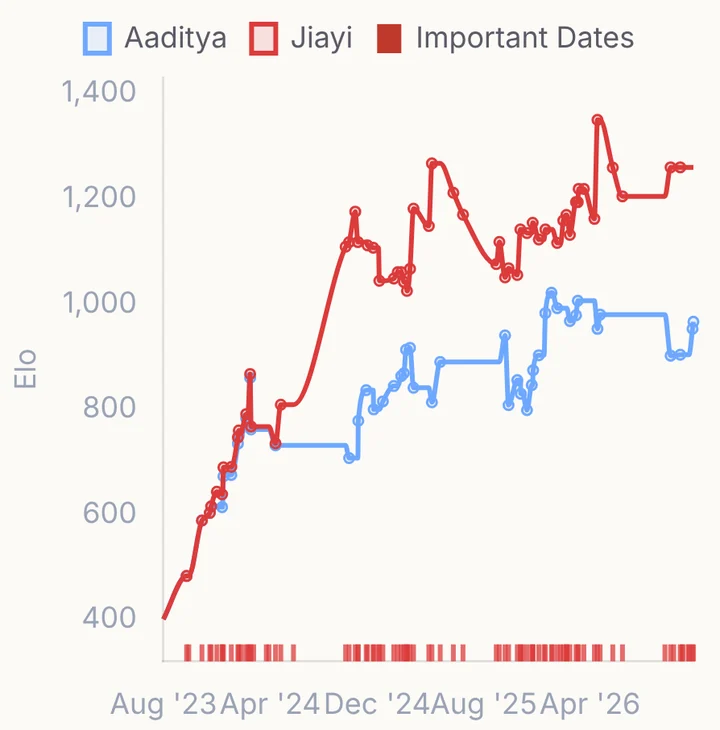 Aaditya Jiayi Important Dates
1,400
1,200
1,000
800
600
400
Elo
Aug '23 Apr '24 Dec '24 Aug '25 Apr '26